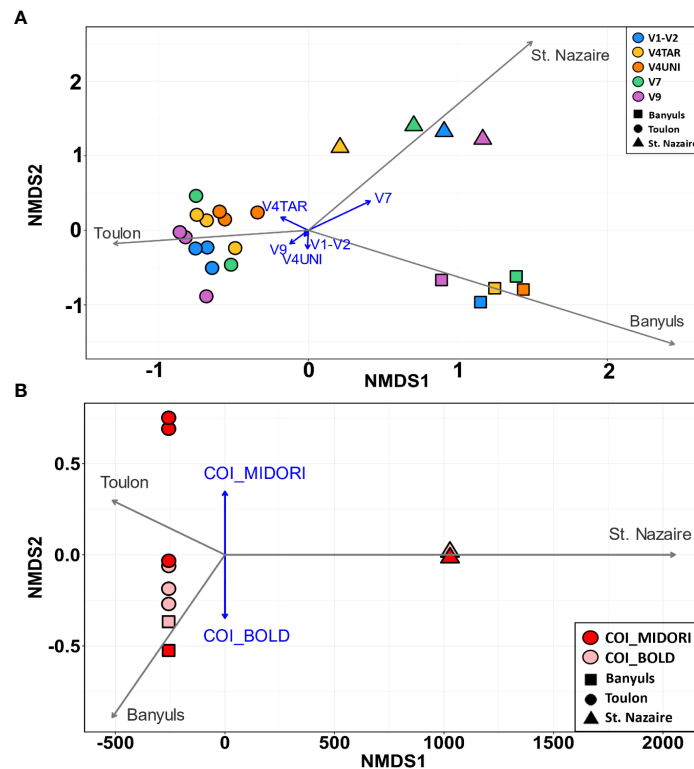 A
V1-V2
V4TAR
V4UNI
V7
V9
Banyuls
Toulon
St. Nazaire
St. Nazaire
V7
V4TAR
Toulon
V9
V1-V2
V4UNI
Banyuls
NMDS2
2
1
0
-1
-1
0
1
2
NMDS1
B
COI_MIDORI
Toulon
St. Nazaire
COI_BOLD
Banyuls
COI_MIDORI
COI_BOLD
Banyuls
Toulon
St. Nazaire
NMDS2
0.5
0.0
-0.5
-500
0
500
1000
1500
2000
NMDS1